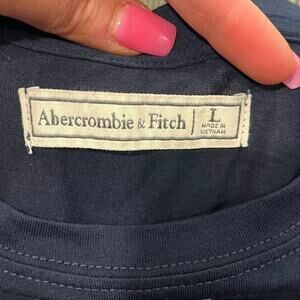 Abercrombie & Fitch
L
MADE IN
VIETNAM